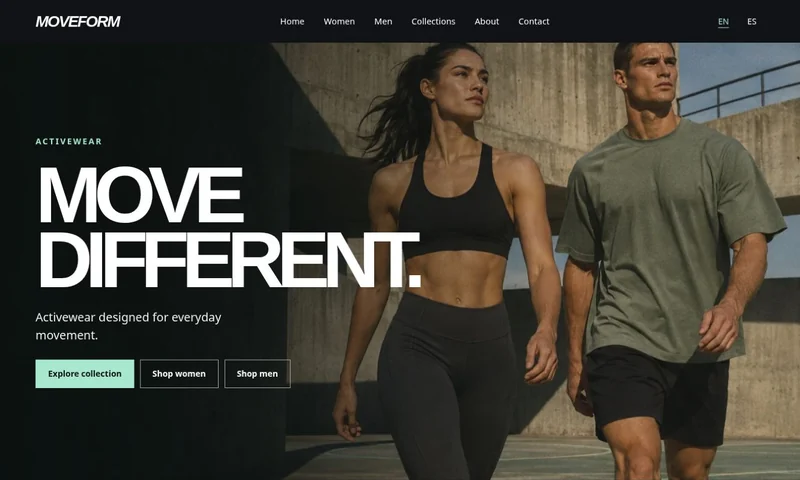 MOVEFORM
Home Women Men Collections About Contact
EN ES
ACTIVEWEAR
MOVE
DIFFERENT.
Activewear designed for everyday
movement.
Explore collection Shop women Shop men